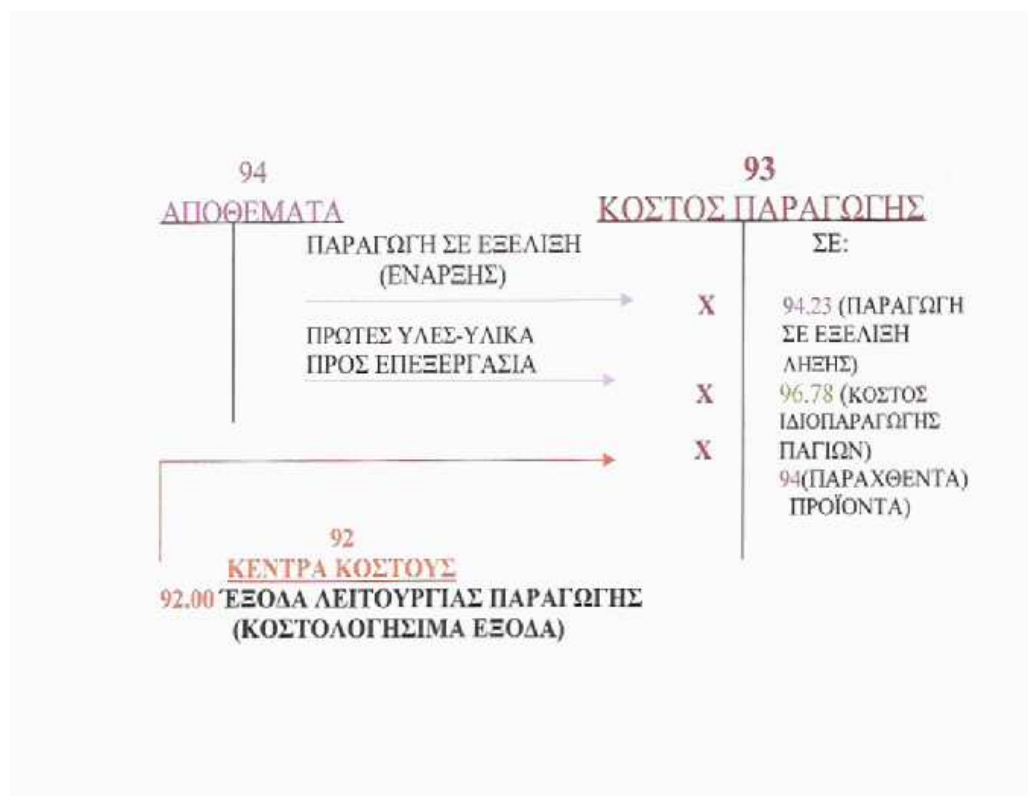 94
ΑΠΟΘΕΜΑΤΑ
ΠΑΡΑΓΩΓΗ ΣΕ ΕΞΕΛΙΞΗ
(ΕΝΑΡΞΗΣ)
ΠΡΩΤΕΣ ΥΛΕΣ-ΥΛΙΚΑ
ΠΡΟΣ ΕΠΕΞΕΡΓΑΣΙΑ
93
ΚΟΣΤΟΣ ΠΑΡΑΓΩΓΗΣ
ΣΕ:
X
X
X
94.23 (ΠΑΡΑΓΩΓΗ
ΣΕ ΕΞΕΛΙΞΗ
ΛΗΞΗΣ)
96.78 (ΚΟΣΤΟΣ
ΙΔΙΟΠΑΡΑΓΩΓΗΣ
ΠΑΓΙΩΝ)
94(ΠΑΡΑΧΘΕΝΤΑ)
ΠΡΟΪΟΝΤΑ)
92
ΚΕΝΤΡΑ ΚΟΣΤΟΥΣ
92.00 ΈΞΟΔΑ ΛΕΙΤΟΥΡΓΙΑΣ ΠΑΡΑΓΩΓΗΣ
(ΚΟΣΤΟΛΟΓΗΣΙΜΑ ΕΞΟΔΑ)